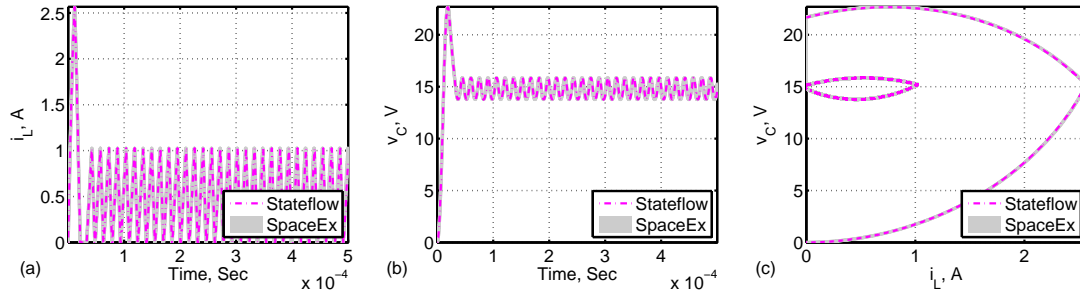 2.5
2
1.5
1
0.5
0
i_L, A
1 2 3 4 5
Time, Sec
x 10^-4
Stateflow
SpaceEx
(a)
20
15
10
5
0
v_C, V
0 1 2 3 4
Time, Sec
x 10^-4
Stateflow
SpaceEx
(b)
20
15
10
5
0
v_C, V
0 1 2
i_L, A
Stateflow
SpaceEx
(c)